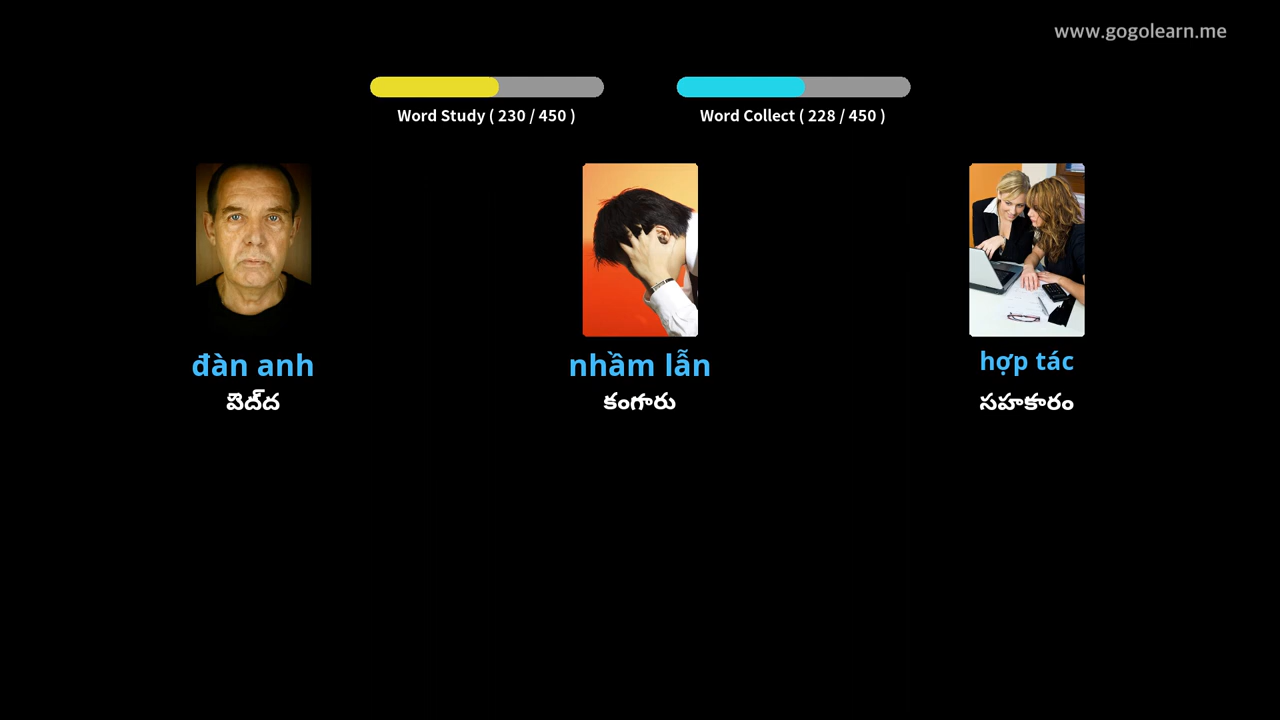 www.gogolearn.me
Word Study ( 230 / 450 )
Word Collect ( 228 / 450 )
đàn anh
nhầm lẫn
hợp tác
పెద్ద
కంగారు
సహకారం